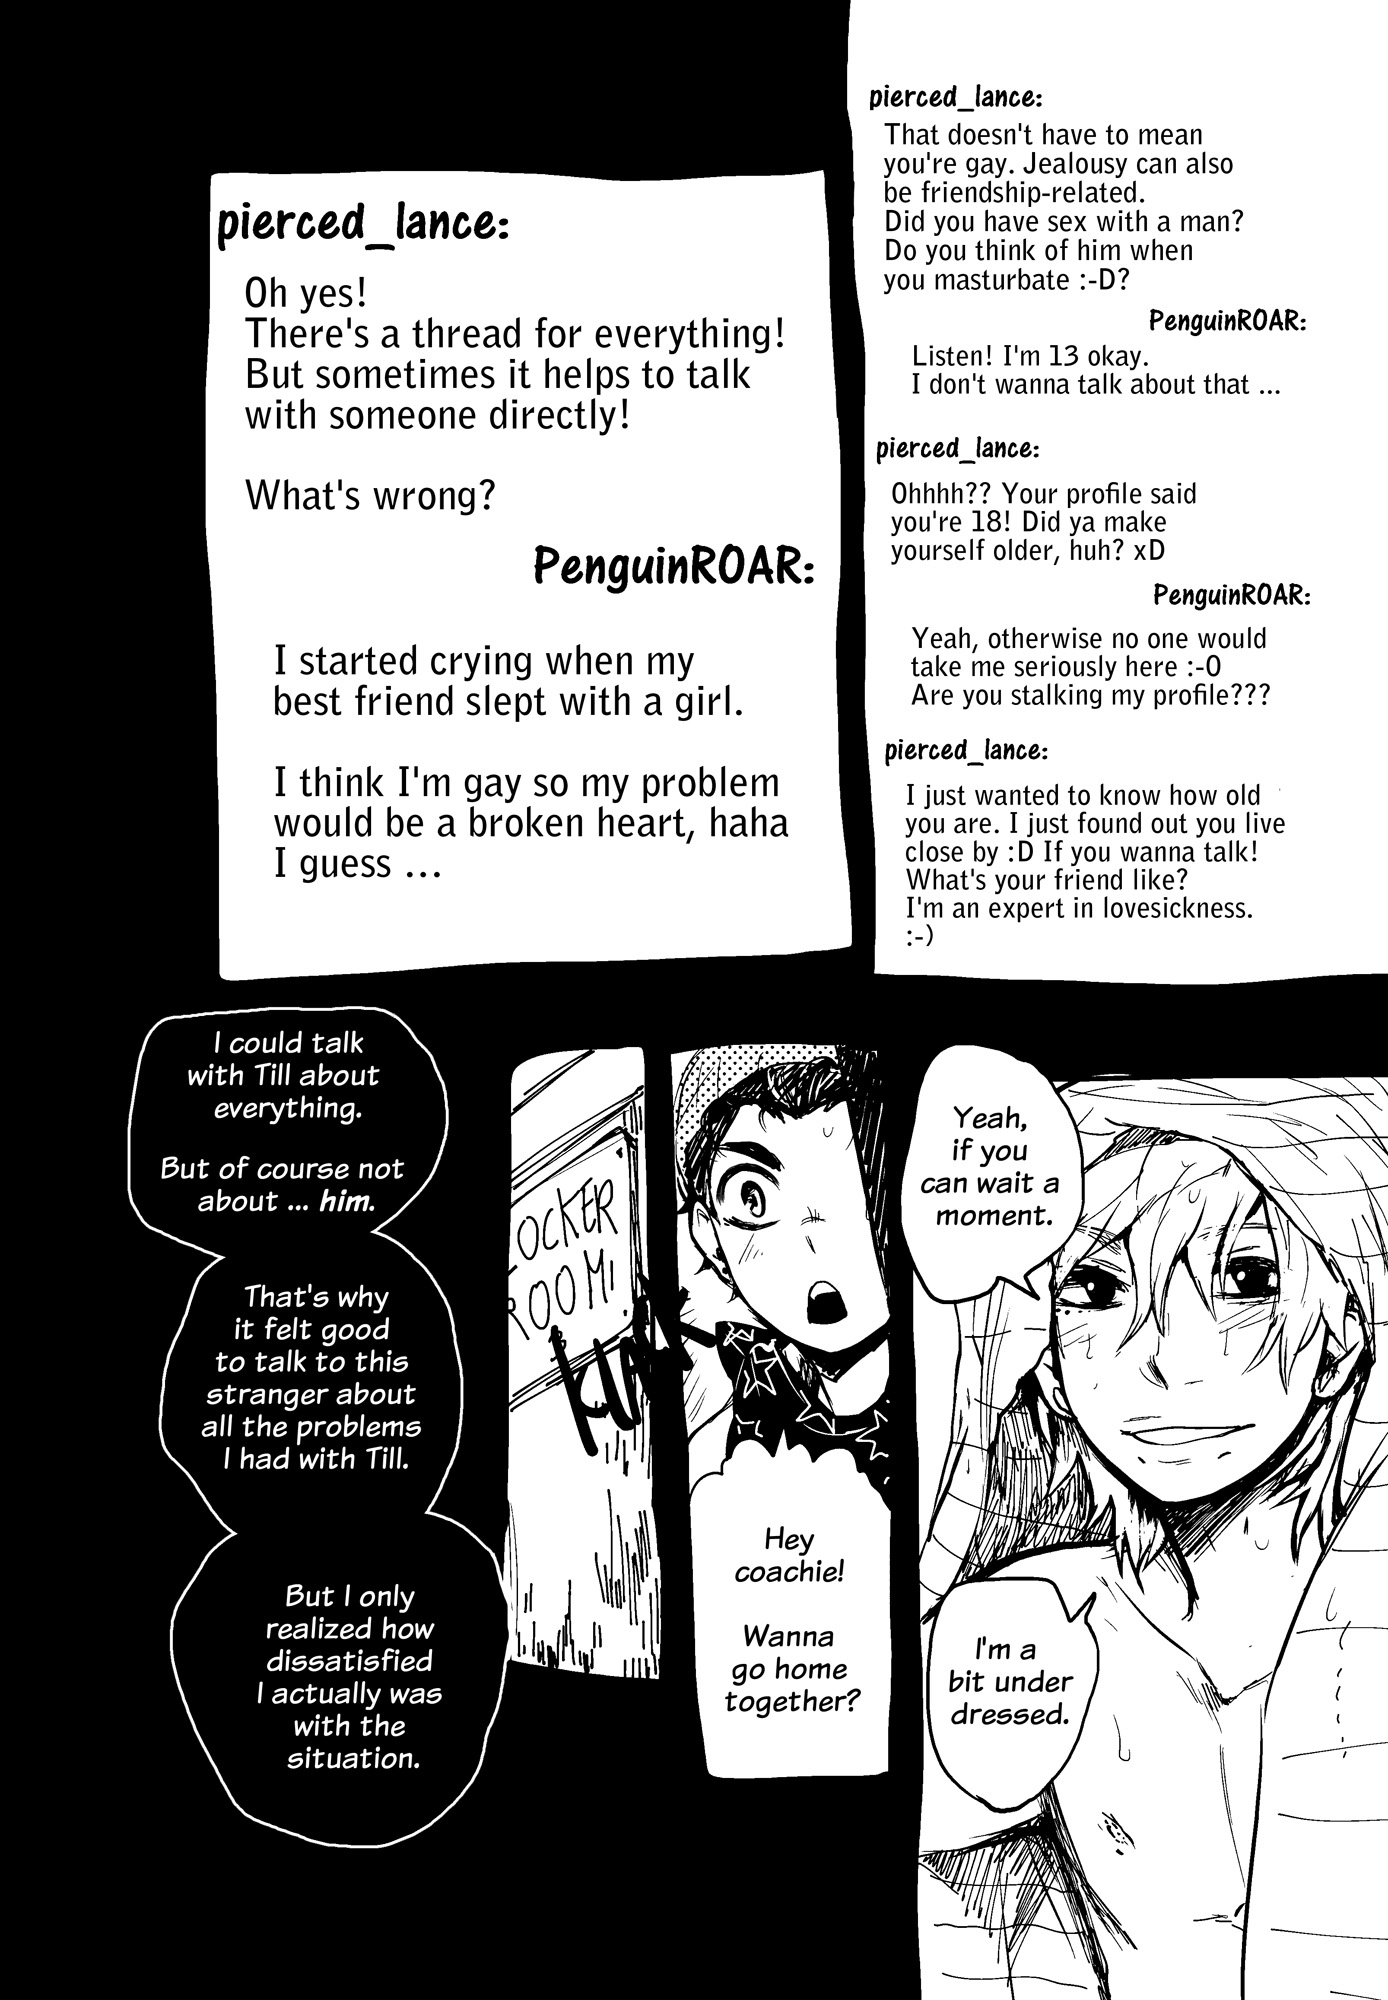 pierced_lance:
Oh yes!
There's a thread for everything!
But sometimes it helps to talk
with someone directly!
What's wrong?
PenguinROAR:
I started crying when my
best friend slept with a girl.
I think I'm gay so my problem
would be a broken heart, haha
I guess ...
pierced_lance:
That doesn't have to mean
you're gay. Jealousy can also
be friendship-related.
Did you have sex with a man?
Do you think of him when
you masturbate :-D?
PenguinROAR:
Listen! I'm 13 okay.
I don't wanna talk about that ...
pierced_lance:
Ohhhh?? Your profile said
you're 18! Did ya make
yourself older, huh? xD
PenguinROAR:
Yeah, otherwise no one would
take me seriously here :-O
Are you stalking my profile???
pierced_lance:
I just wanted to know how old
you are. I just found out you live
close by :D If you wanna talk!
What's your friend like?
I'm an expert in lovesickness.
:-)
I could talk
with Till about
everything.
But of course not
about ... him.
That's why
it felt good
to talk to this
stranger about
all the problems
I had with Till.
But I only
realized how
dissatisfied
I actually was
with the
situation.
LOCKER
ROOM!
Hey
coachie!
Wanna
go home
together?
Yeah,
if you
can wait a
moment.
I'm a
bit under
dressed.